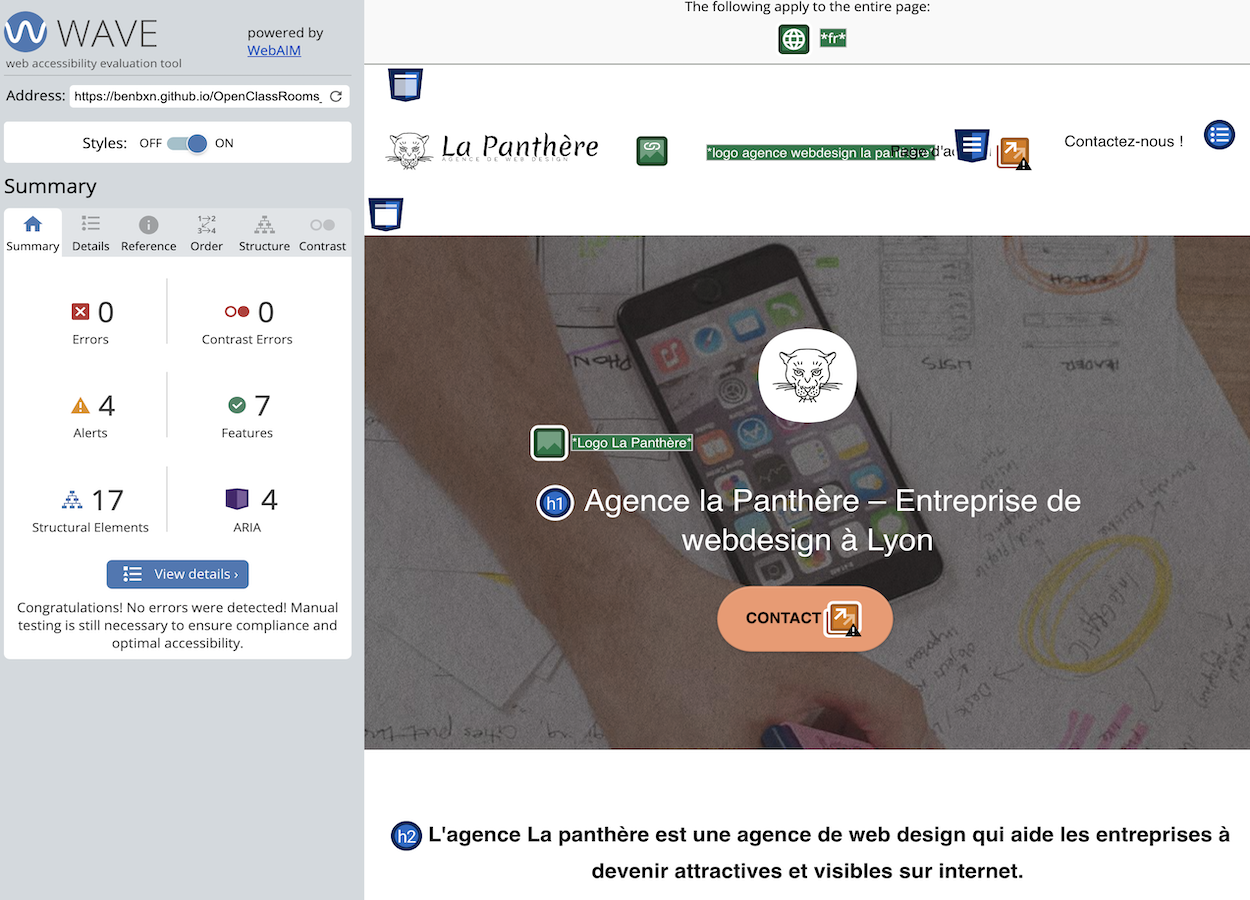 WAVE
powered by
WebAIM
web accessibility evaluation tool
Address: https://benbxn.github.io/OpenClassRooms_
Styles: OFF ON
Summary
Summary Details Reference Order Structure Contrast
0 0
Errors Contrast Errors
4 7
Alerts Features
17 4
Structural Elements ARIA
View details ›
Congratulations! No errors were detected! Manual
testing is still necessary to ensure compliance and
optimal accessibility.
The following apply to the entire page:
*fr*
La Panthère
AGENCE DE WEB DESIGN
*logo agence webdesign la panthère*
Page d'ac
Contactez-nous !
*Logo La Panthère*
h1 Agence la Panthère – Entreprise de
webdesign à Lyon
CONTACT
h2 L'agence La panthère est une agence de web design qui aide les entreprises à
devenir attractives et visibles sur internet.